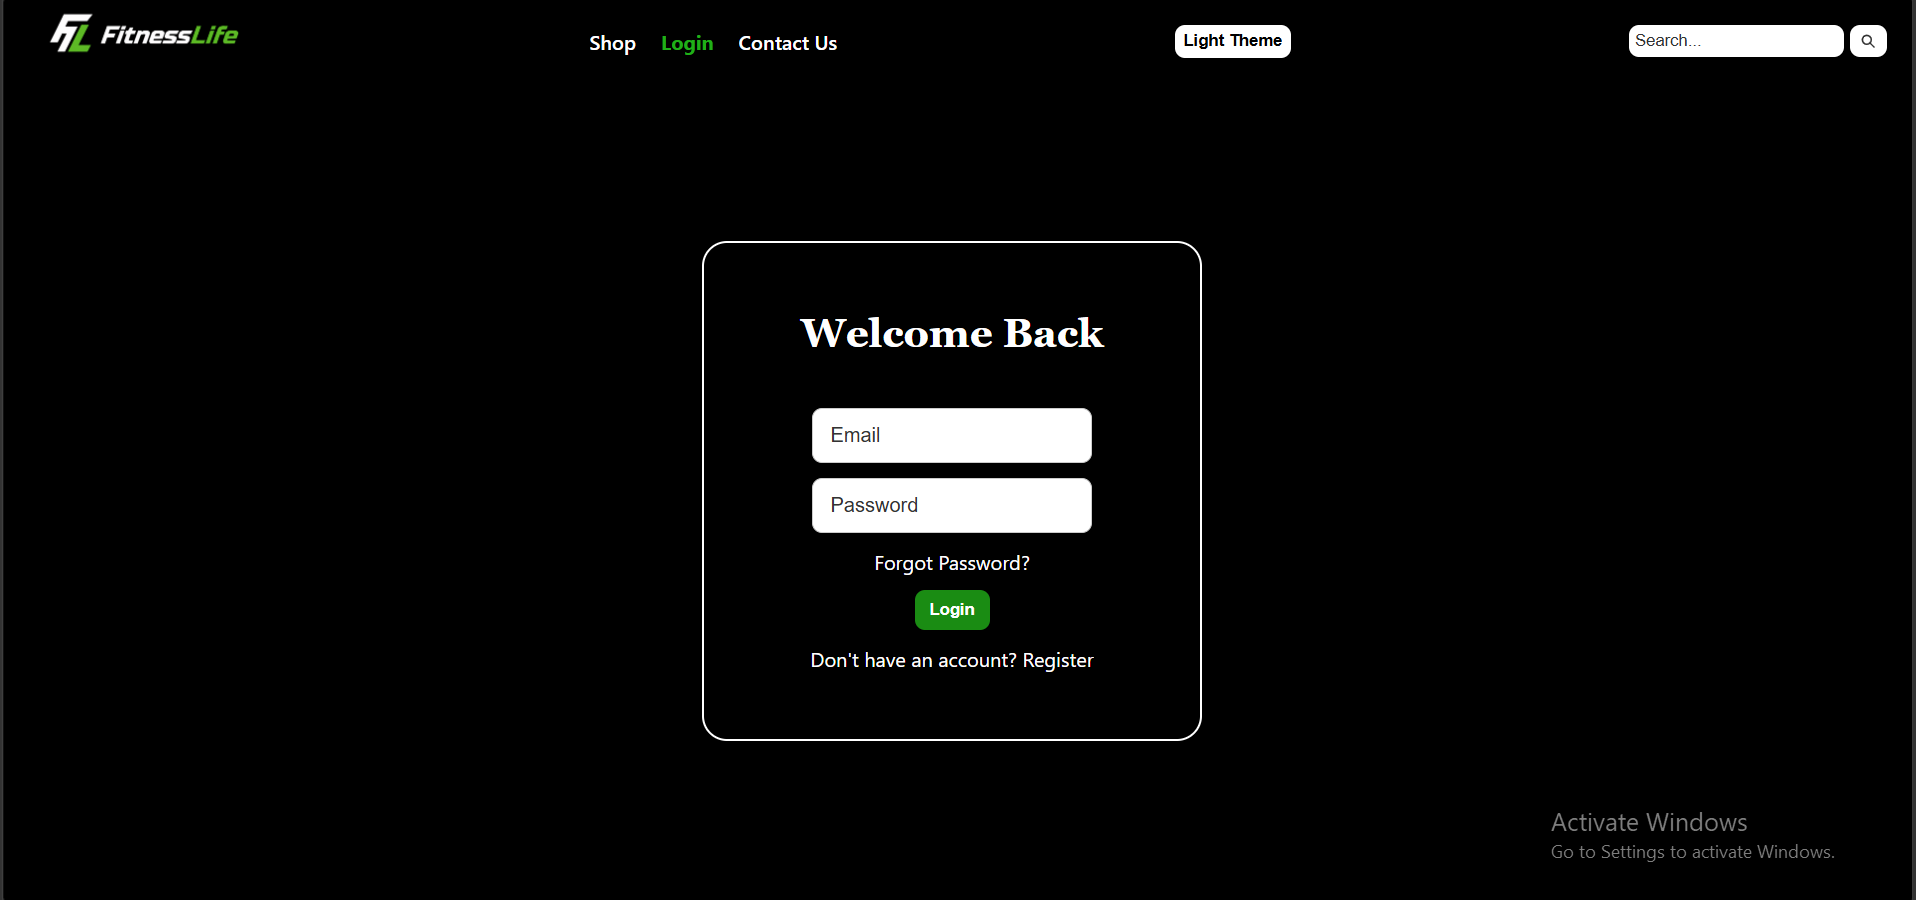 FL FitnessLife
Shop Login Contact Us
Light Theme
Search...
Welcome Back
Email
Password
Forgot Password?
Login
Don't have an account? Register
Activate Windows
Go to Settings to activate Windows.